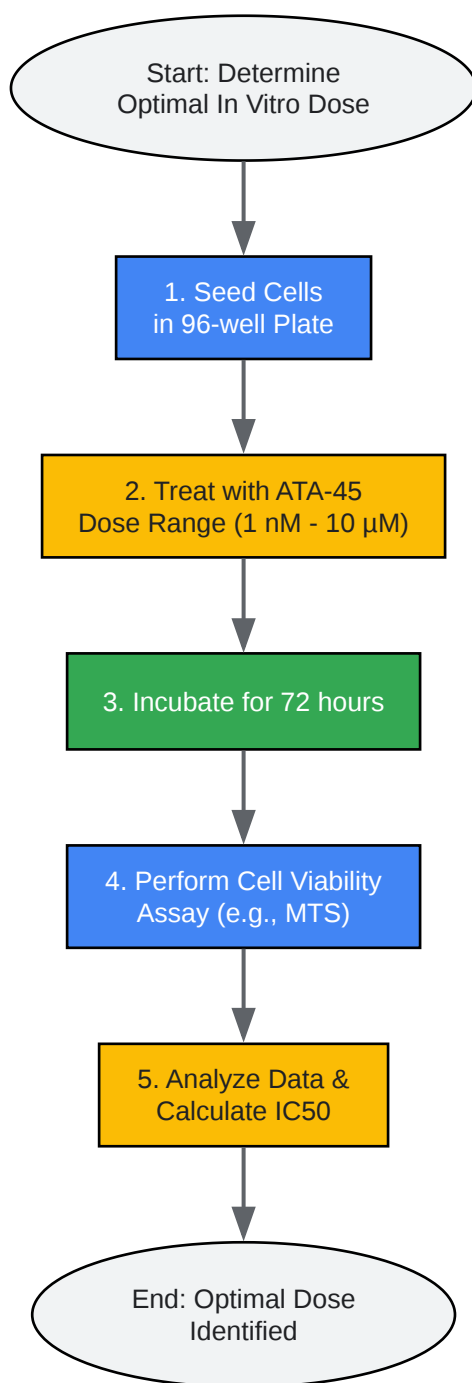 Start: Determine
Optimal In Vitro Dose
1. Seed Cells
in 96-well Plate
2. Treat with ATA-45
Dose Range (1 nM - 10 µM)
3. Incubate for 72 hours
4. Perform Cell Viability
Assay (e.g., MTS)
5. Analyze Data &
Calculate IC50
End: Optimal Dose
Identified